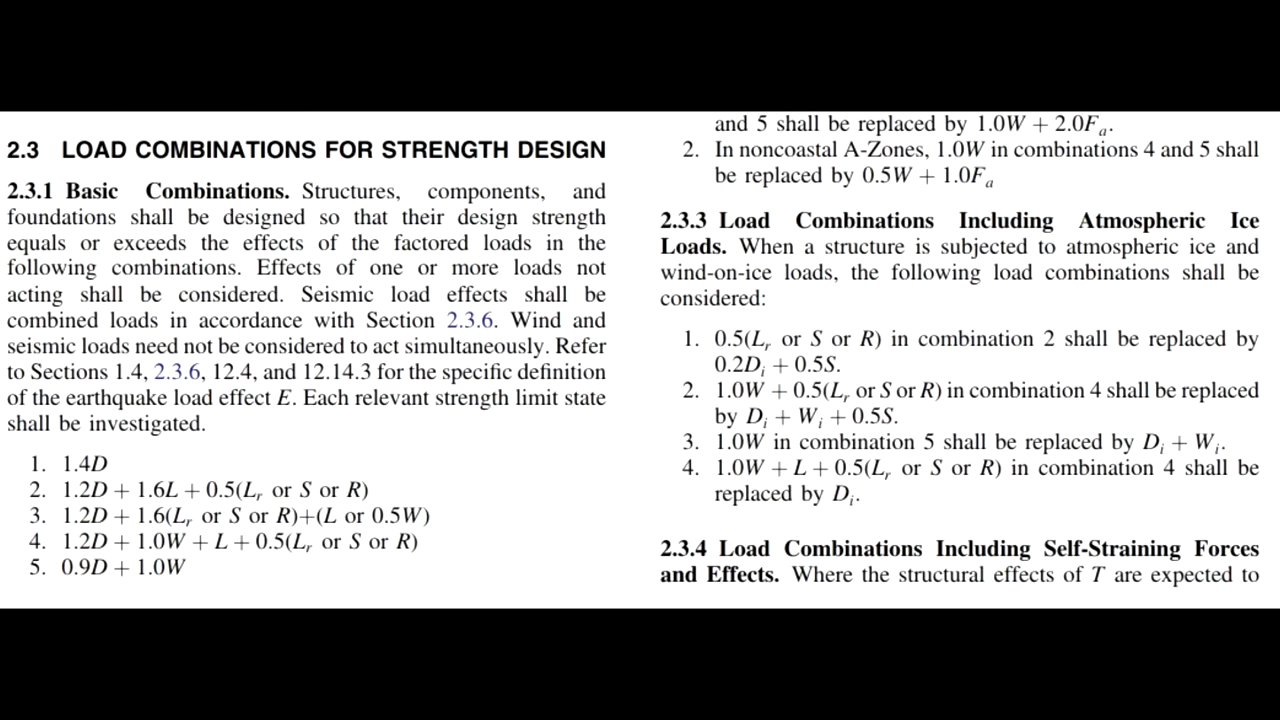 2.3 LOAD COMBINATIONS FOR STRENGTH DESIGN
2.3.1 Basic Combinations. Structures, components, and
foundations shall be designed so that their design strength
equals or exceeds the effects of the factored loads in the
following combinations. Effects of one or more loads not
acting shall be considered. Seismic load effects shall be
combined loads in accordance with Section 2.3.6. Wind and
seismic loads need not be considered to act simultaneously. Refer
to Sections 1.4, 2.3.6, 12.4, and 12.14.3 for the specific definition
of the earthquake load effect E. Each relevant strength limit state
shall be investigated.
1. 1.4D
2. 1.2D + 1.6L + 0.5(Lr or S or R)
3. 1.2D + 1.6(Lr or S or R)+(L or 0.5W)
4. 1.2D + 1.0W + L + 0.5(Lr or S or R)
5. 0.9D + 1.0W
and 5 shall be replaced by 1.0W + 2.0Fa.
2. In noncoastal A-Zones, 1.0W in combinations 4 and 5 shall
be replaced by 0.5W + 1.0Fa
2.3.3 Load Combinations Including Atmospheric Ice
Loads. When a structure is subjected to atmospheric ice and
wind-on-ice loads, the following load combinations shall be
considered:
1. 0.5(Lr or S or R) in combination 2 shall be replaced by
0.2Di + 0.5S.
2. 1.0W + 0.5(Lr or S or R) in combination 4 shall be replaced
by Di + Wi + 0.5S.
3. 1.0W in combination 5 shall be replaced by Di + Wi.
4. 1.0W + L + 0.5(Lr or S or R) in combination 4 shall be
replaced by Di.
2.3.4 Load Combinations Including Self-Straining Forces
and Effects. Where the structural effects of T are expected to